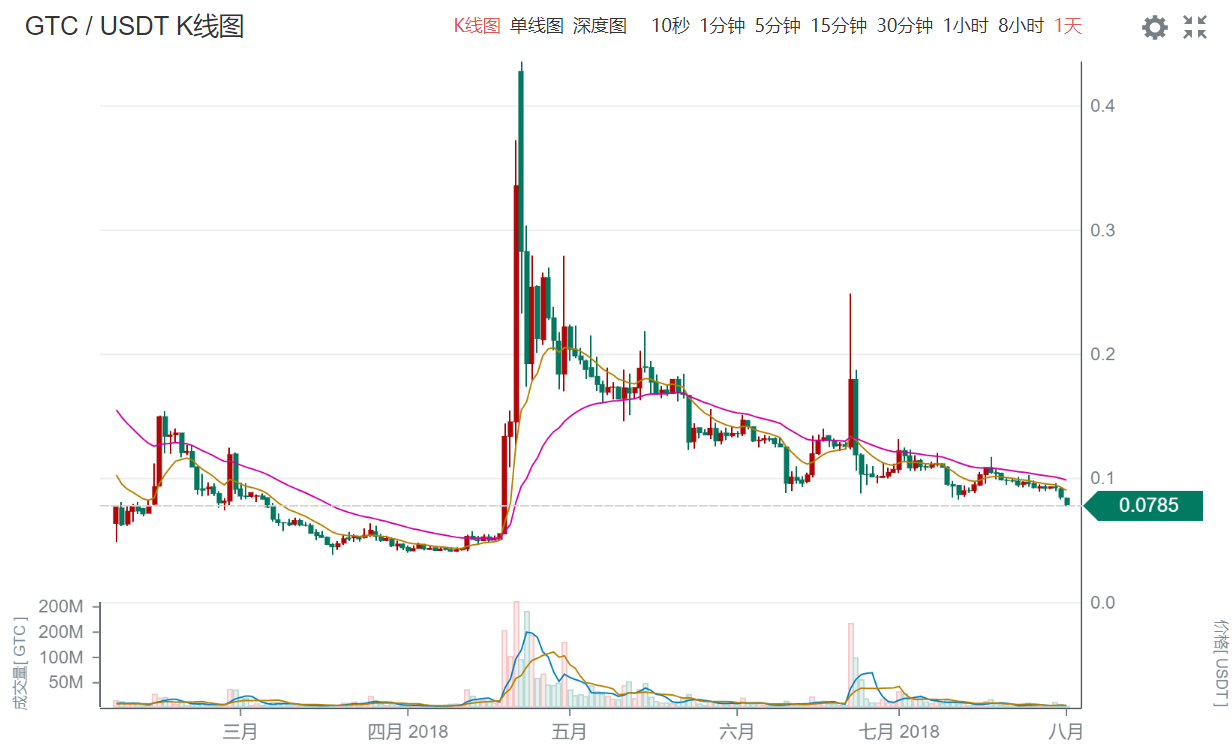 GTC / USDT K线图
K线图 单线图 深度图 10秒 1分钟 5分钟 15分钟 30分钟 1小时 8小时 1天
0.4
0.3
0.2
0.1
0.0785
0.0
200M
200M
100M
50M
成交量[ GTC ]
价格[ USDT ]
三月 四月 2018 五月 六月 七月 2018 八月